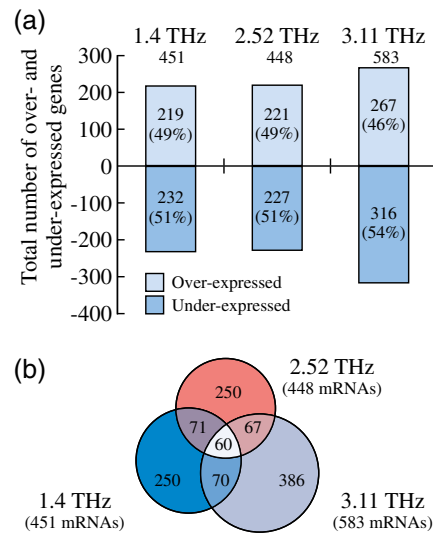 (a)
1.4 THz 2.52 THz 3.11 THz
451 448 583
Total number of over- and
under-expressed genes
300
200
100
0
-100
-200
-300
-400
219
(49%)
221
(49%)
267
(46%)
232
(51%)
227
(51%)
316
(54%)
Over-expressed
Under-expressed
(b)
2.52 THz
(448 mRNAs)
250
71
67
60
250
70
386
1.4 THz
(451 mRNAs)
3.11 THz
(583 mRNAs)